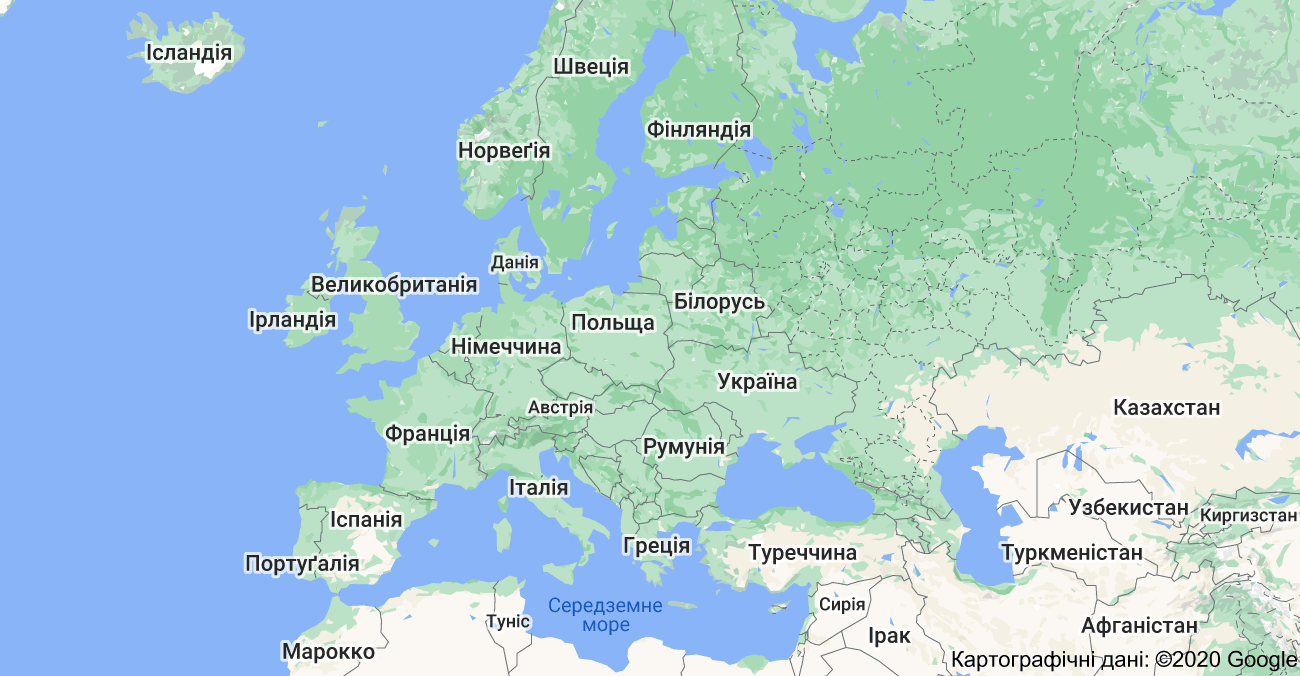 Ісландія
Швеція
Фінляндія
Норвеґія
Данія
Великобританія
Білорусь
Ірландія
Польща
Німеччина
Україна
Австрія
Казахстан
Франція
Румунія
Італія
Узбекистан
Киргизстан
Іспанія
Греція
Туреччина
Туркменістан
Портуґалія
Середземне
море
Сирія
Туніс
Афганістан
Ірак
Марокко
Картографічні дані: ©2020 Google